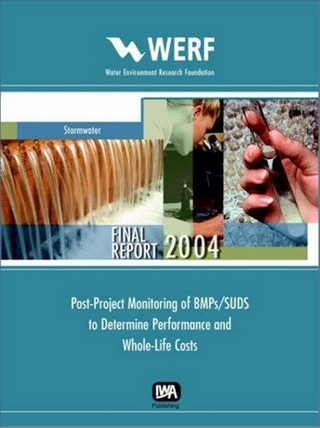 WERF
Water Environment Research Foundation
Stormwater
FINAL
REPORT 2004
Post-Project Monitoring of BMPs/SUDS
to Determine Performance and
Whole-Life Costs
IWA
Publishing